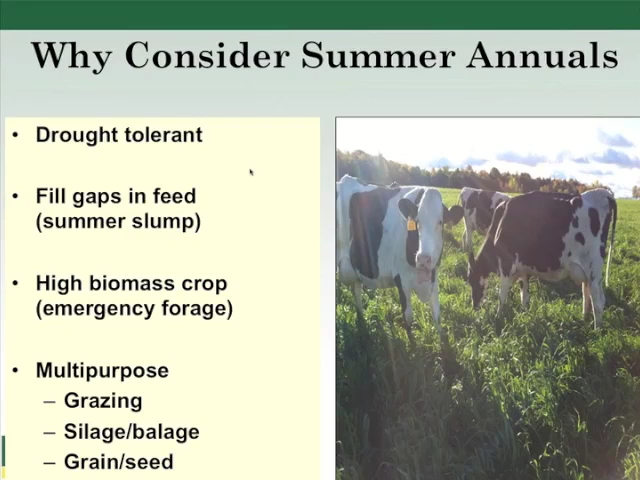 Why Consider Summer Annuals
• Drought tolerant
• Fill gaps in feed
(summer slump)
• High biomass crop
(emergency forage)
• Multipurpose
– Grazing
– Silage/balage
– Grain/seed